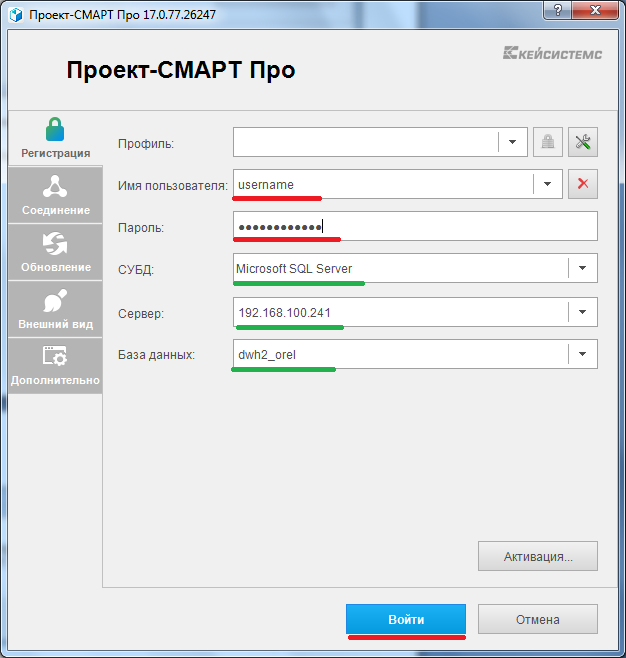 Проект-СМАРТ Про 17.0.77.26247
?
КЕЙСИСТЕМС
Проект-СМАРТ Про
Регистрация
Соединение
Обновление
Внешний вид
Дополнительно
Профиль:
Имя пользователя: username
Пароль: ••••••••••••
СУБД: Microsoft SQL Server
Сервер: 192.168.100.241
База данных: dwh2_orel
Активация...
Войти
Отмена